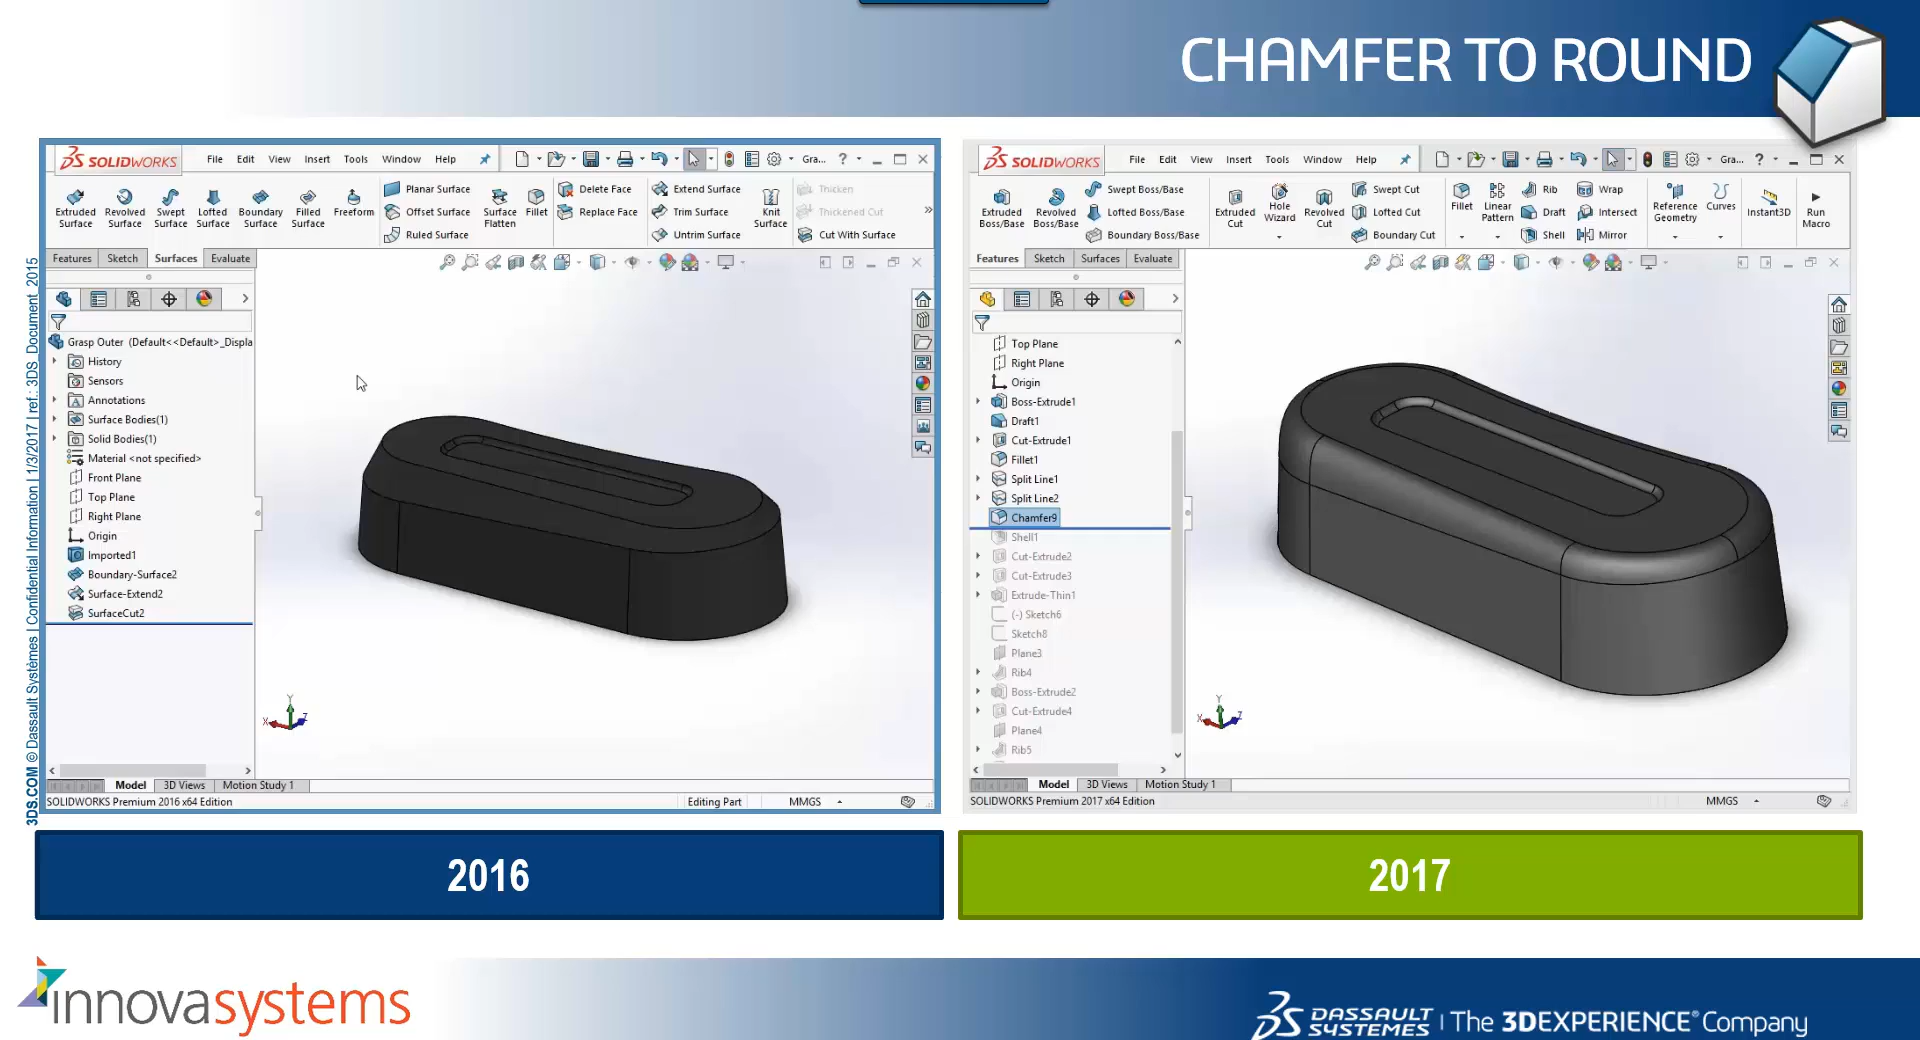 CHAMFER TO ROUND
3DS.COM © Dassault Systèmes | Confidential Information | 1/3/2017 | ref.: 3DS_Document_2015
SOLIDWORKS File Edit View Insert Tools Window Help Gra... ?
Extruded Surface
Revolved Surface
Swept Surface
Lofted Surface
Boundary Surface
Filled Surface
Freeform
Planar Surface
Offset Surface
Ruled Surface
Surface Flatten
Fillet
Delete Face
Replace Face
Extend Surface
Trim Surface
Untrim Surface
Knit Surface
Thicken
Thickened Cut
Cut With Surface
Features Sketch Surfaces Evaluate
Grasp Outer (Default<<Default>_Displa
History
Sensors
Annotations
Surface Bodies(1)
Solid Bodies(1)
Material <not specified>
Front Plane
Top Plane
Right Plane
Origin
Imported1
Boundary-Surface2
Surface-Extend2
SurfaceCut2
Y
X
Z
Model 3D Views Motion Study 1
SOLIDWORKS Premium 2016 x64 Edition Editing Part MMGS
SOLIDWORKS File Edit View Insert Tools Window Help Gra... ?
Extruded Boss/Base
Revolved Boss/Base
Swept Boss/Base
Lofted Boss/Base
Boundary Boss/Base
Extruded Cut
Hole Wizard
Revolved Cut
Swept Cut
Lofted Cut
Boundary Cut
Fillet
Linear Pattern
Rib
Draft
Shell
Wrap
Intersect
Mirror
Reference Geometry
Curves
Instant3D
Run Macro
Features Sketch Surfaces Evaluate
Top Plane
Right Plane
Origin
Boss-Extrude1
Draft1
Cut-Extrude1
Fillet1
Split Line1
Split Line2
Chamfer9
Shell1
Cut-Extrude2
Cut-Extrude3
Extrude-Thin1
(-) Sketch6
Sketch8
Plane3
Rib4
Boss-Extrude2
Cut-Extrude4
Plane4
Rib5
Y
X
Z
Model 3D Views Motion Study 1
SOLIDWORKS Premium 2017 x64 Edition MMGS
2016
2017
innovasystems
DASSAULT SYSTEMES | The 3DEXPERIENCE® Company